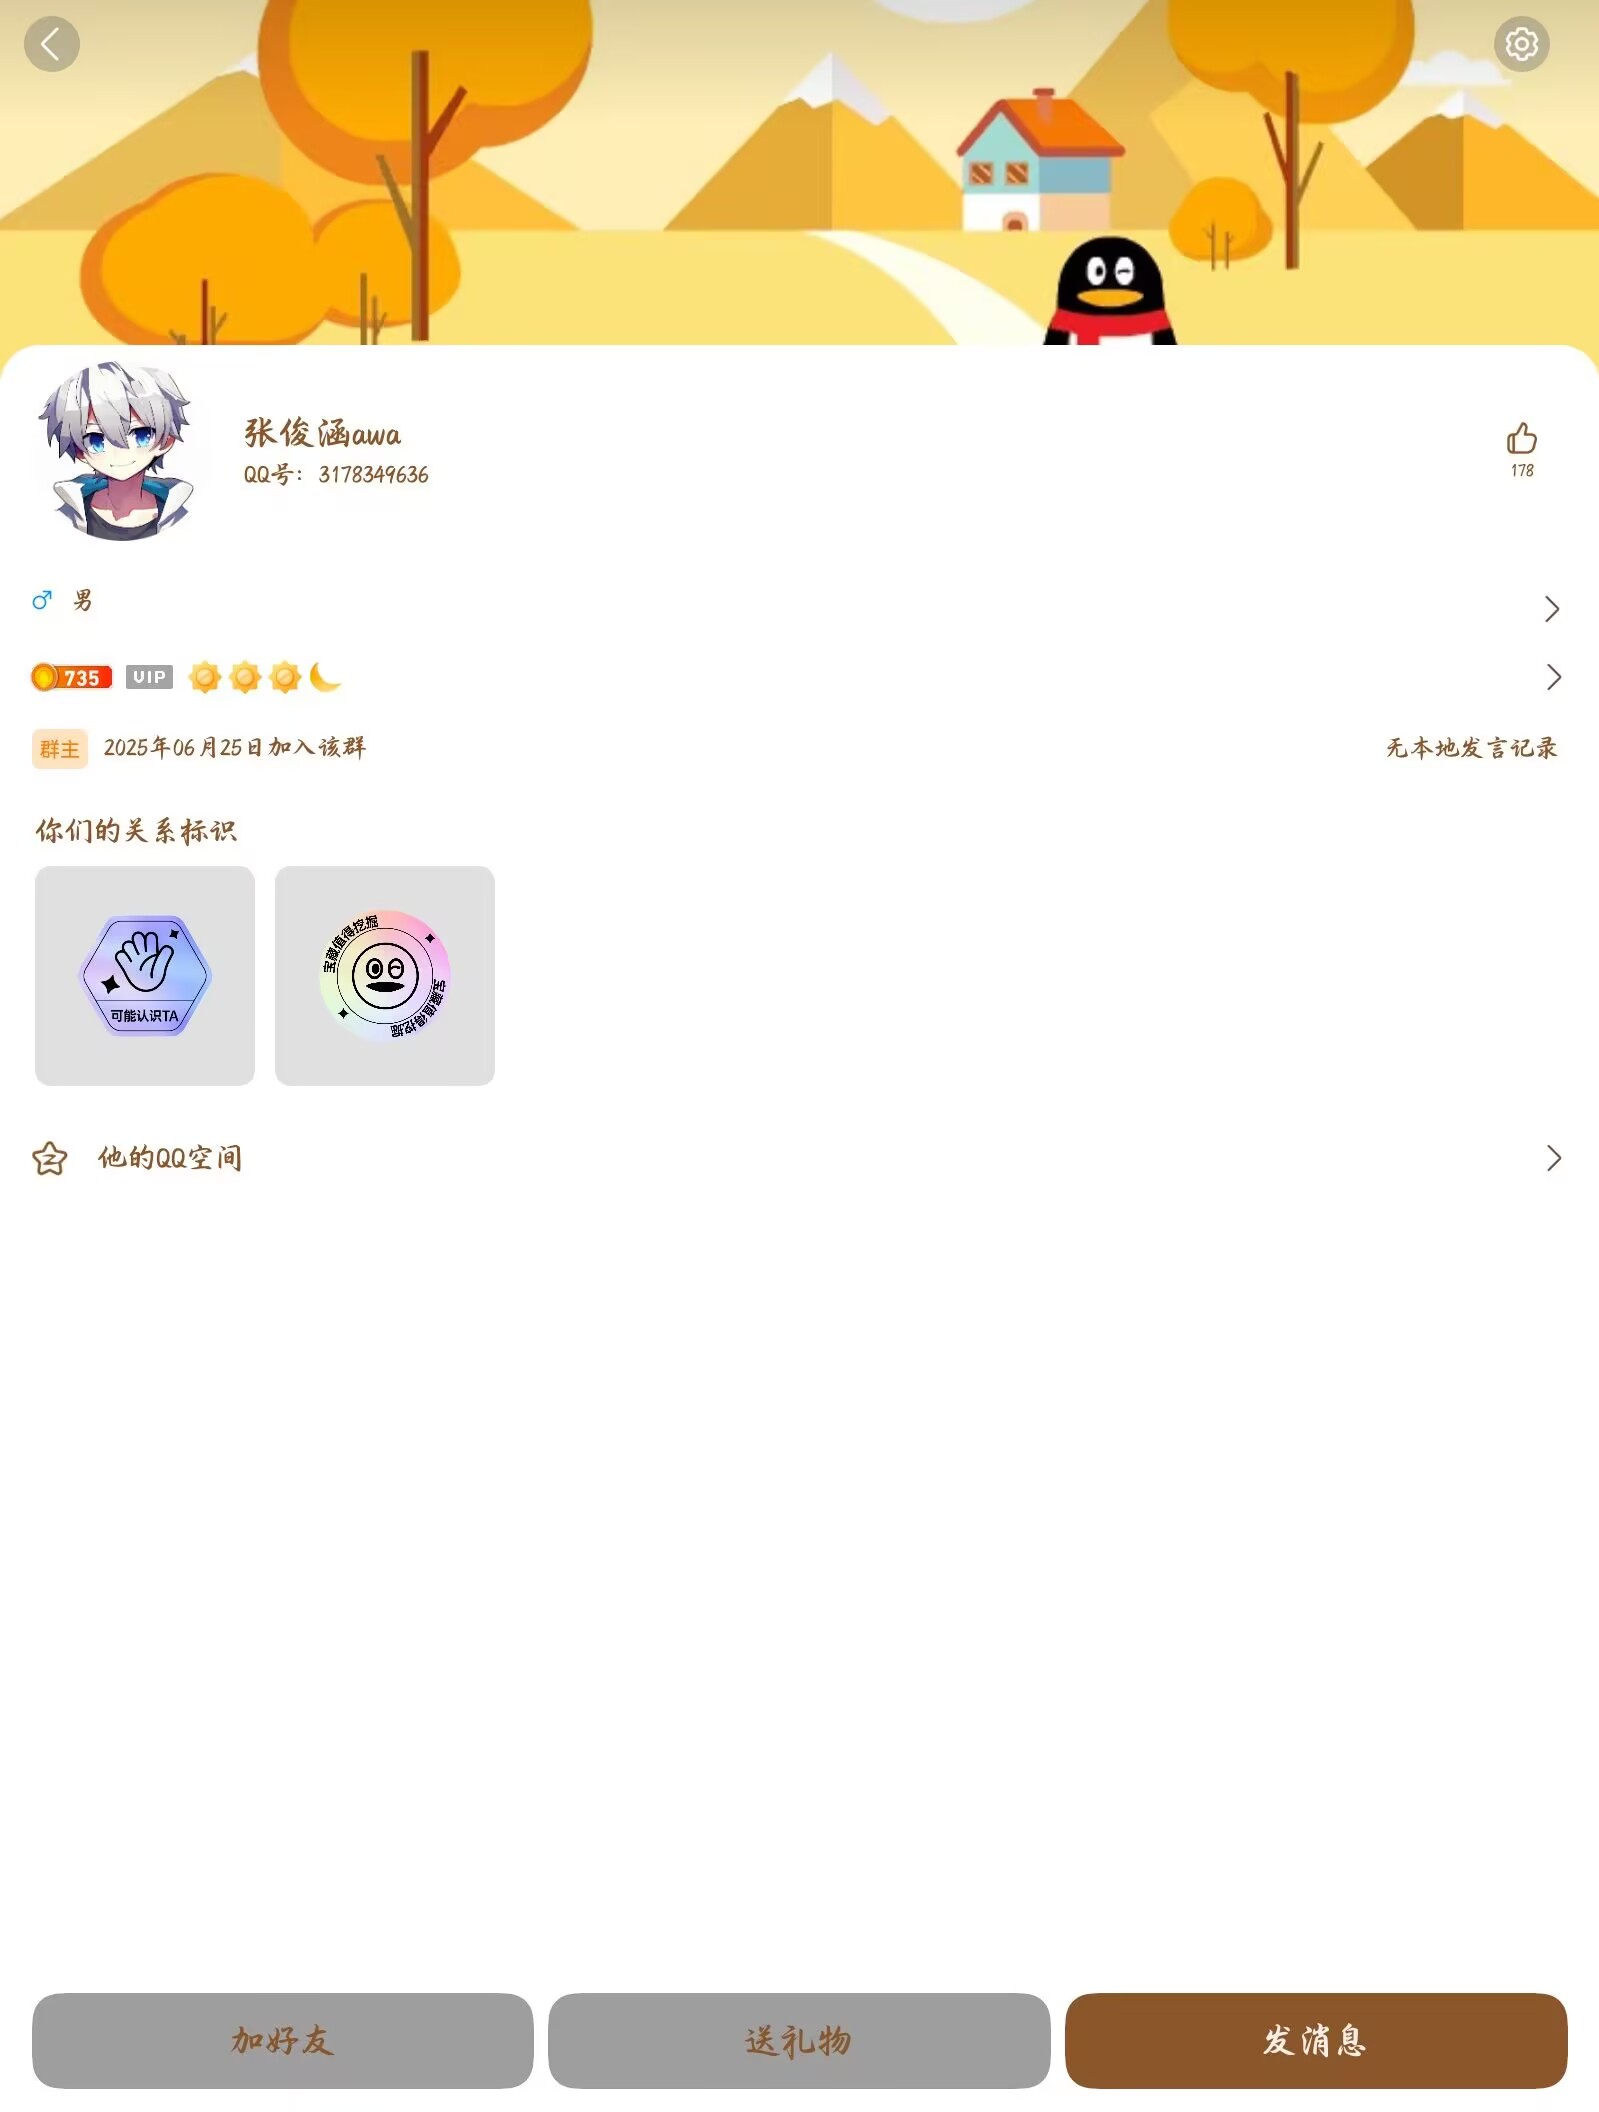 张俊涵awa
QQ号：3178349636
178
男
735 VIP
群主 2025年06月25日加入该群 无本地发言记录
你们的关系标识
可能认识TA
宝藏值得挖掘
宝藏值得挖掘
他的QQ空间
加好友 送礼物 发消息